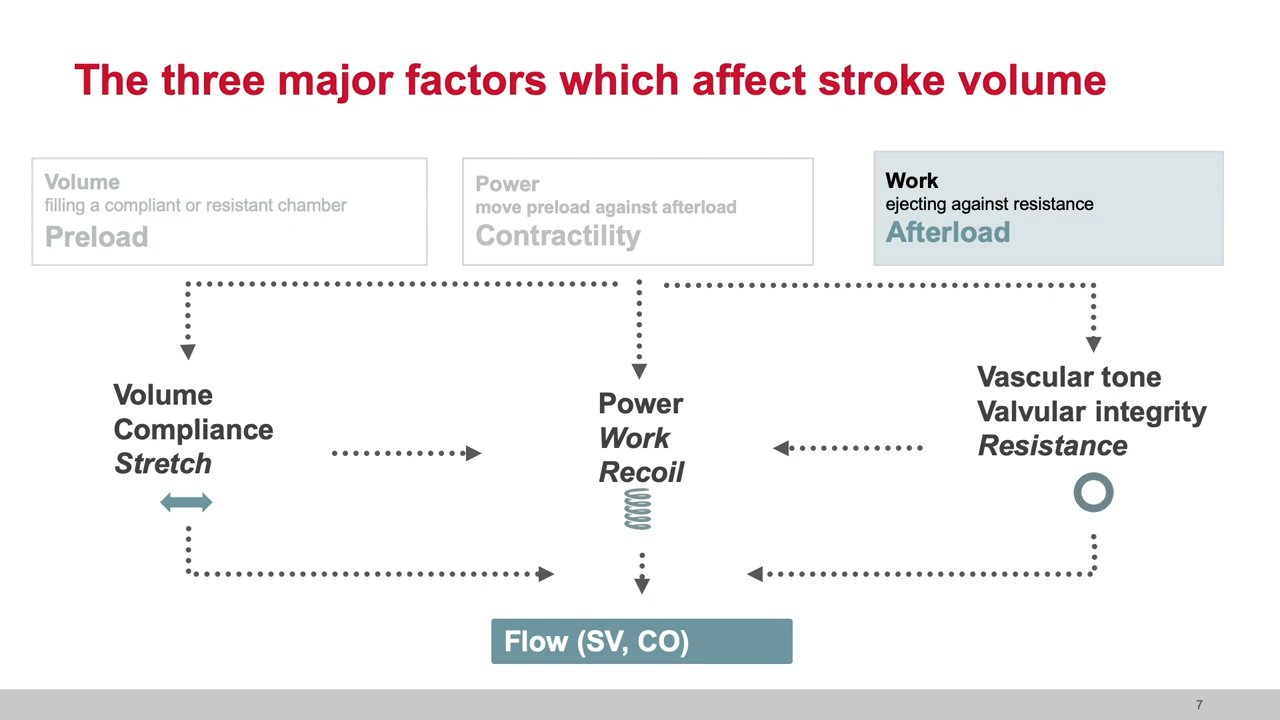 The three major factors which affect stroke volume
Volume
filling a compliant or resistant chamber
Preload
Power
move preload against afterload
Contractility
Work
ejecting against resistance
Afterload
Volume
Compliance
Stretch
Power
Work
Recoil
Vascular tone
Valvular integrity
Resistance
Flow (SV, CO)
7